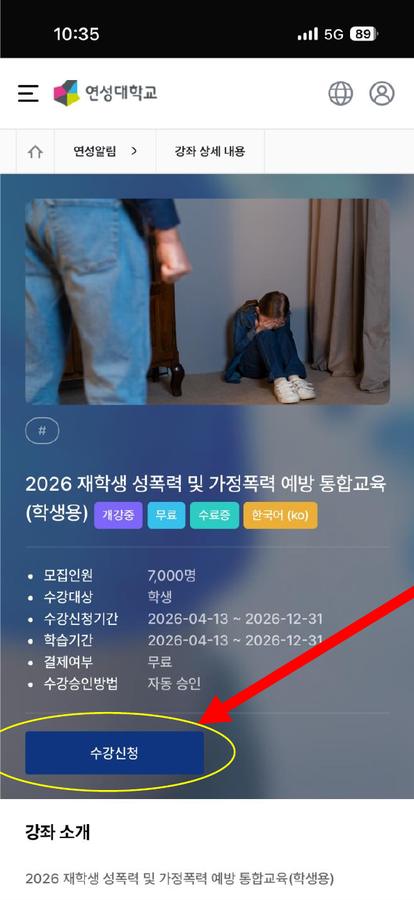 10:35
5G 89
연성대학교
연성알림 > 강좌 상세 내용
#
2026 재학생 성폭력 및 가정폭력 예방 통합교육
(학생용) 개강중 무료 수료증 한국어 (ko)
• 모집인원 7,000명
• 수강대상 학생
• 수강신청기간 2026-04-13 ~ 2026-12-31
• 학습기간 2026-04-13 ~ 2026-12-31
• 결제여부 무료
• 수강승인방법 자동 승인
수강신청
강좌 소개
2026 재학생 성폭력 및 가정폭력 예방 통합교육(학생용)